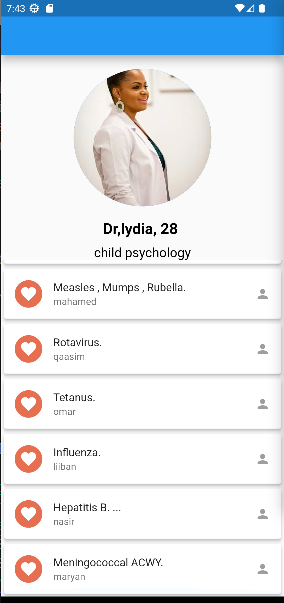 7:43
Dr,lydia, 28
child psychology
Measles , Mumps , Rubella.
mahamed
Rotavirus.
qaasim
Tetanus.
omar
Influenza.
liiban
Hepatitis B. ...
nasir
Meningococcal ACWY.
maryan